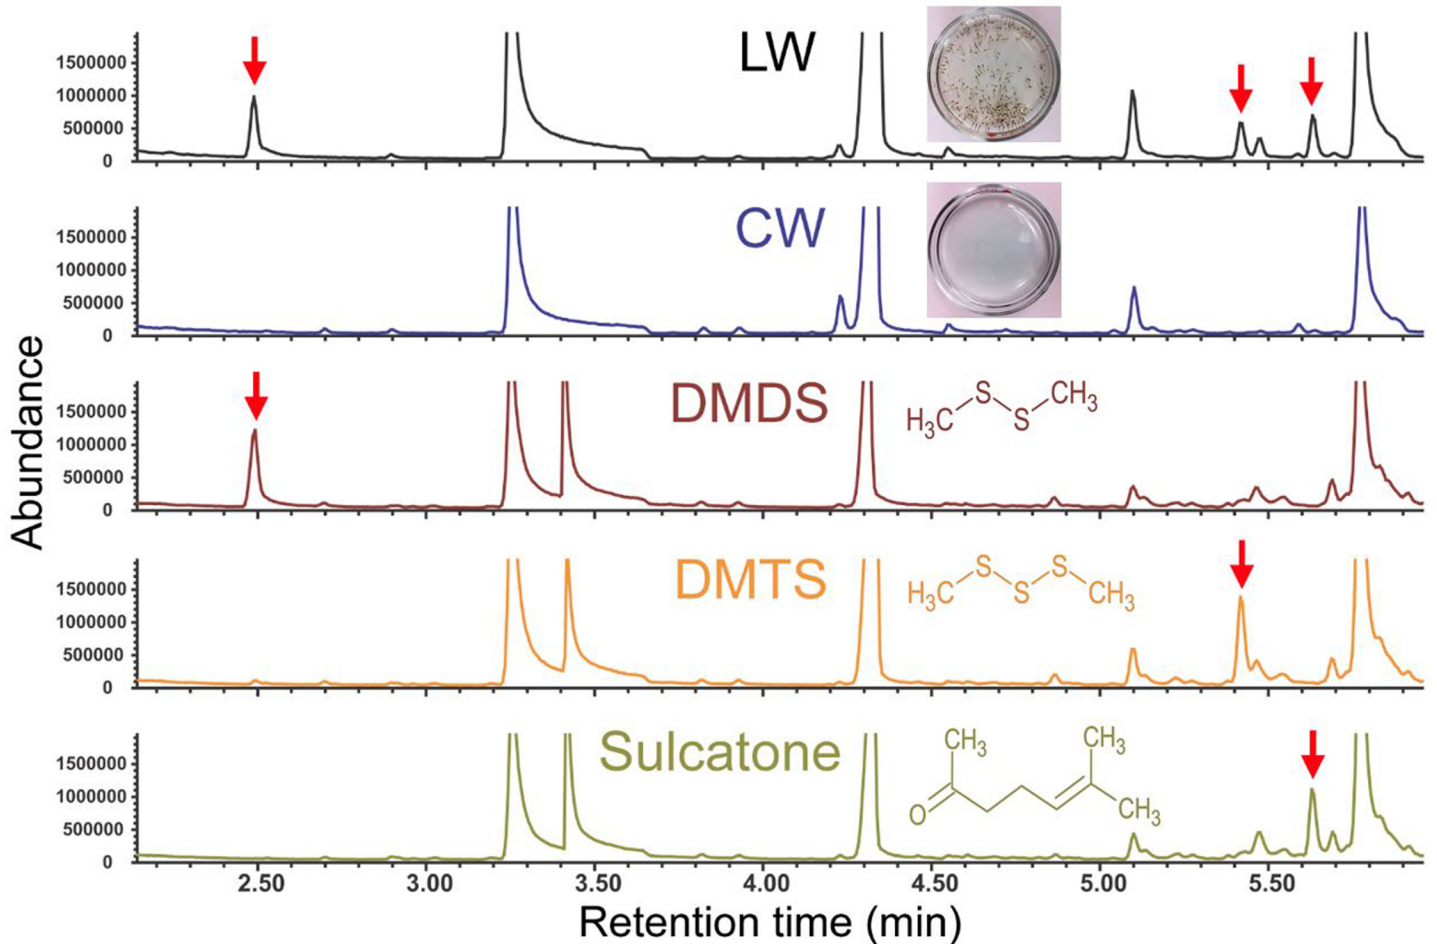 LW
1500000
1000000
500000
0
CW
1500000
1000000
500000
0
Abundance
DMDS
H3C S S CH3
1500000
1000000
500000
0
DMTS
H3C S S S CH3
1500000
1000000
500000
0
Sulcatone
CH3 CH3
O CH3
1500000
1000000
500000
0
2.50 3.00 3.50 4.00 4.50 5.00 5.50
Retention time (min)